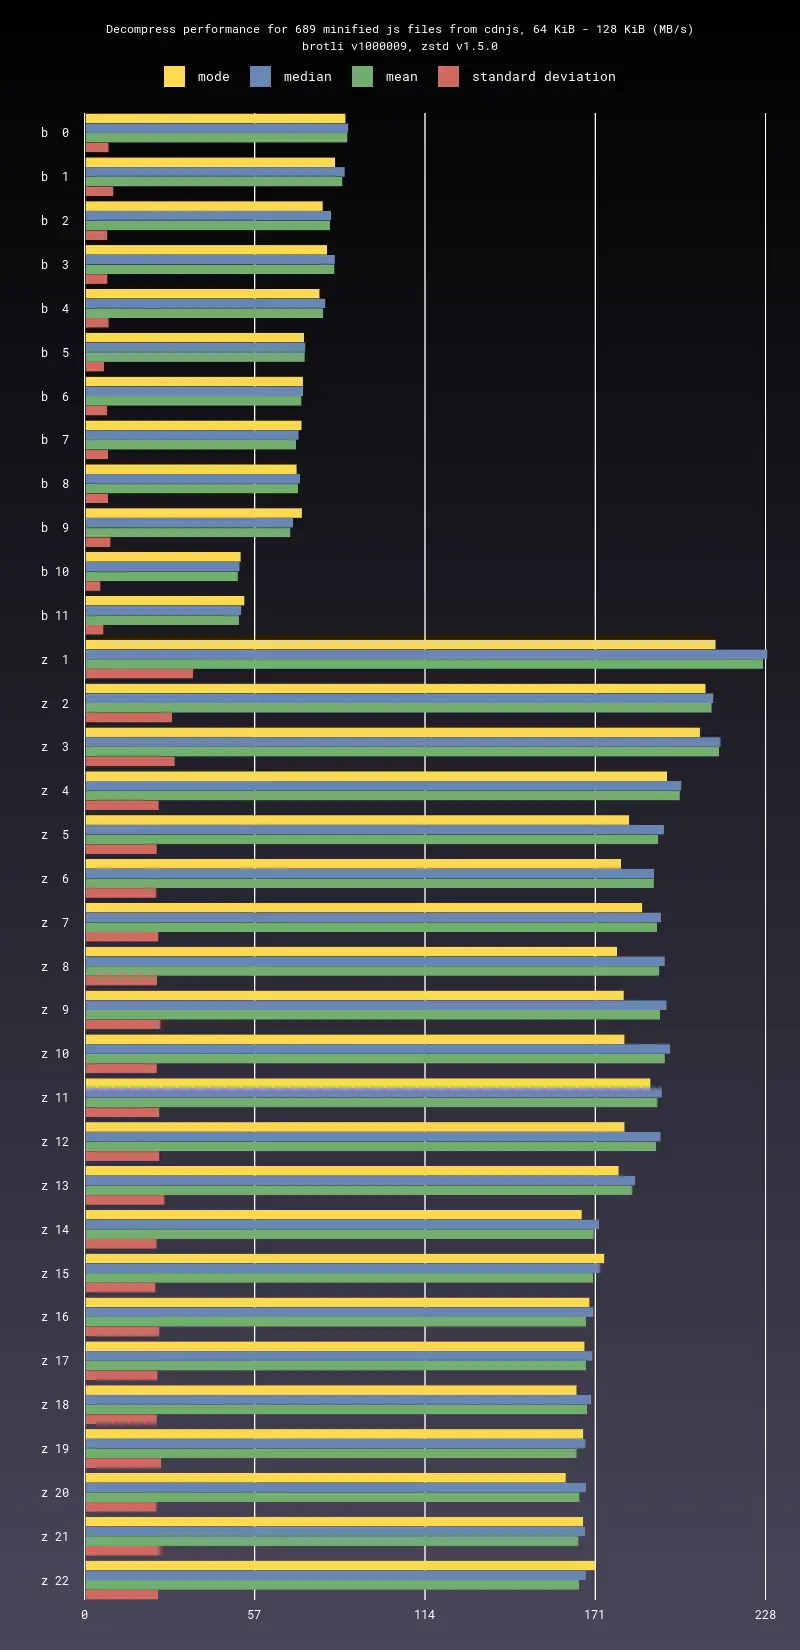 Decompress performance for 689 minified js files from cdnjs, 64 KiB - 128 KiB (MB/s)
brotli v1000009, zstd v1.5.0
mode median mean standard deviation
b 0
b 1
b 2
b 3
b 4
b 5
b 6
b 7
b 8
b 9
b 10
b 11
z 1
z 2
z 3
z 4
z 5
z 6
z 7
z 8
z 9
z 10
z 11
z 12
z 13
z 14
z 15
z 16
z 17
z 18
z 19
z 20
z 21
z 22
0 57 114 171 228